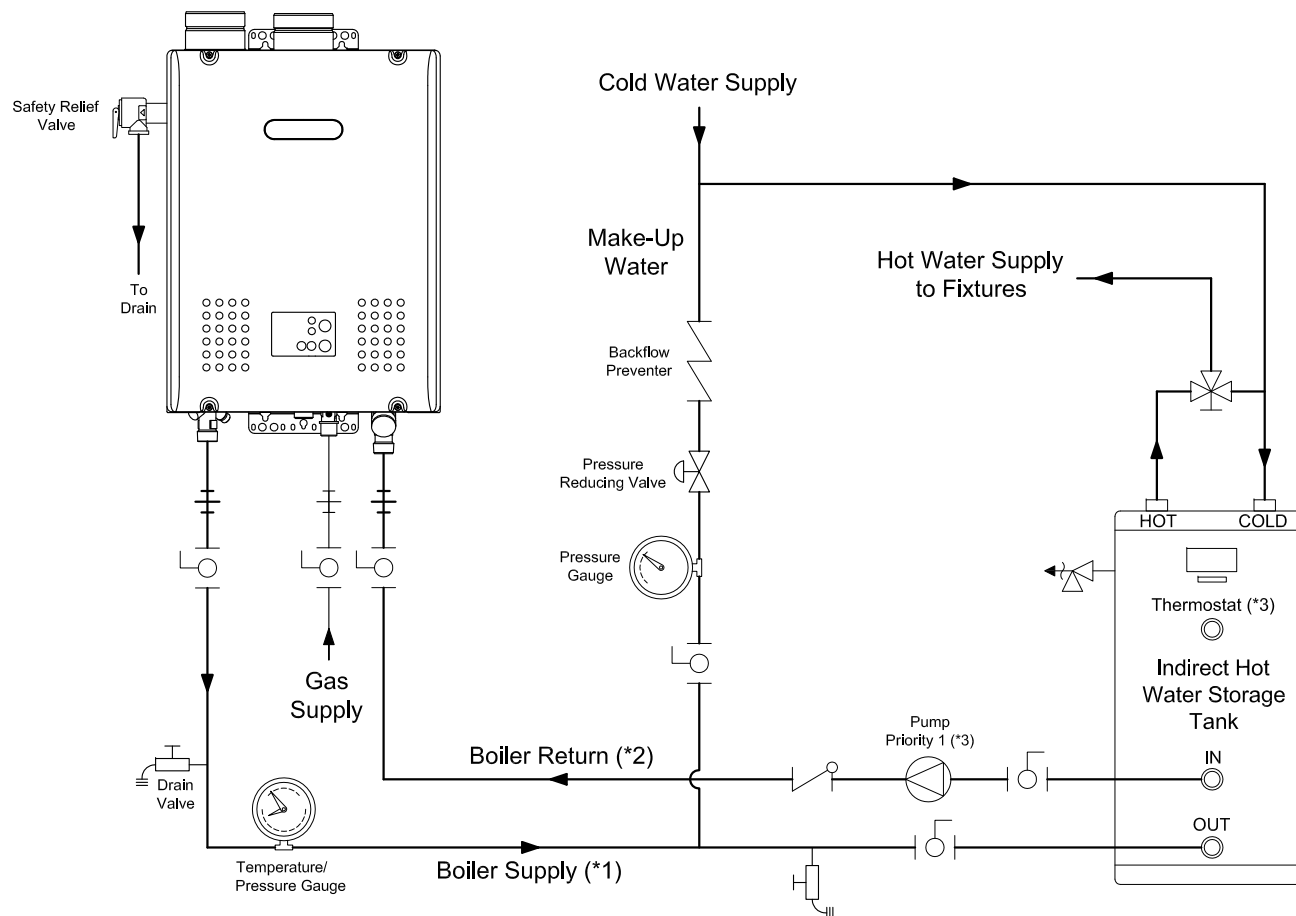 Cold Water Supply
Safety Relief
Valve
Make-Up
Water
Hot Water Supply
to Fixtures
To
Drain
Backflow
Preventer
Pressure
Reducing Valve
HOT
COLD
Pressure
Gauge
Thermostat (*3)
Gas
Supply
Indirect Hot
Water Storage
Tank
Pump
Priority 1 (*3)
Boiler Return (*2)
IN
Drain
Valve
OUT
Temperature/
Pressure Gauge
Boiler Supply (*1)